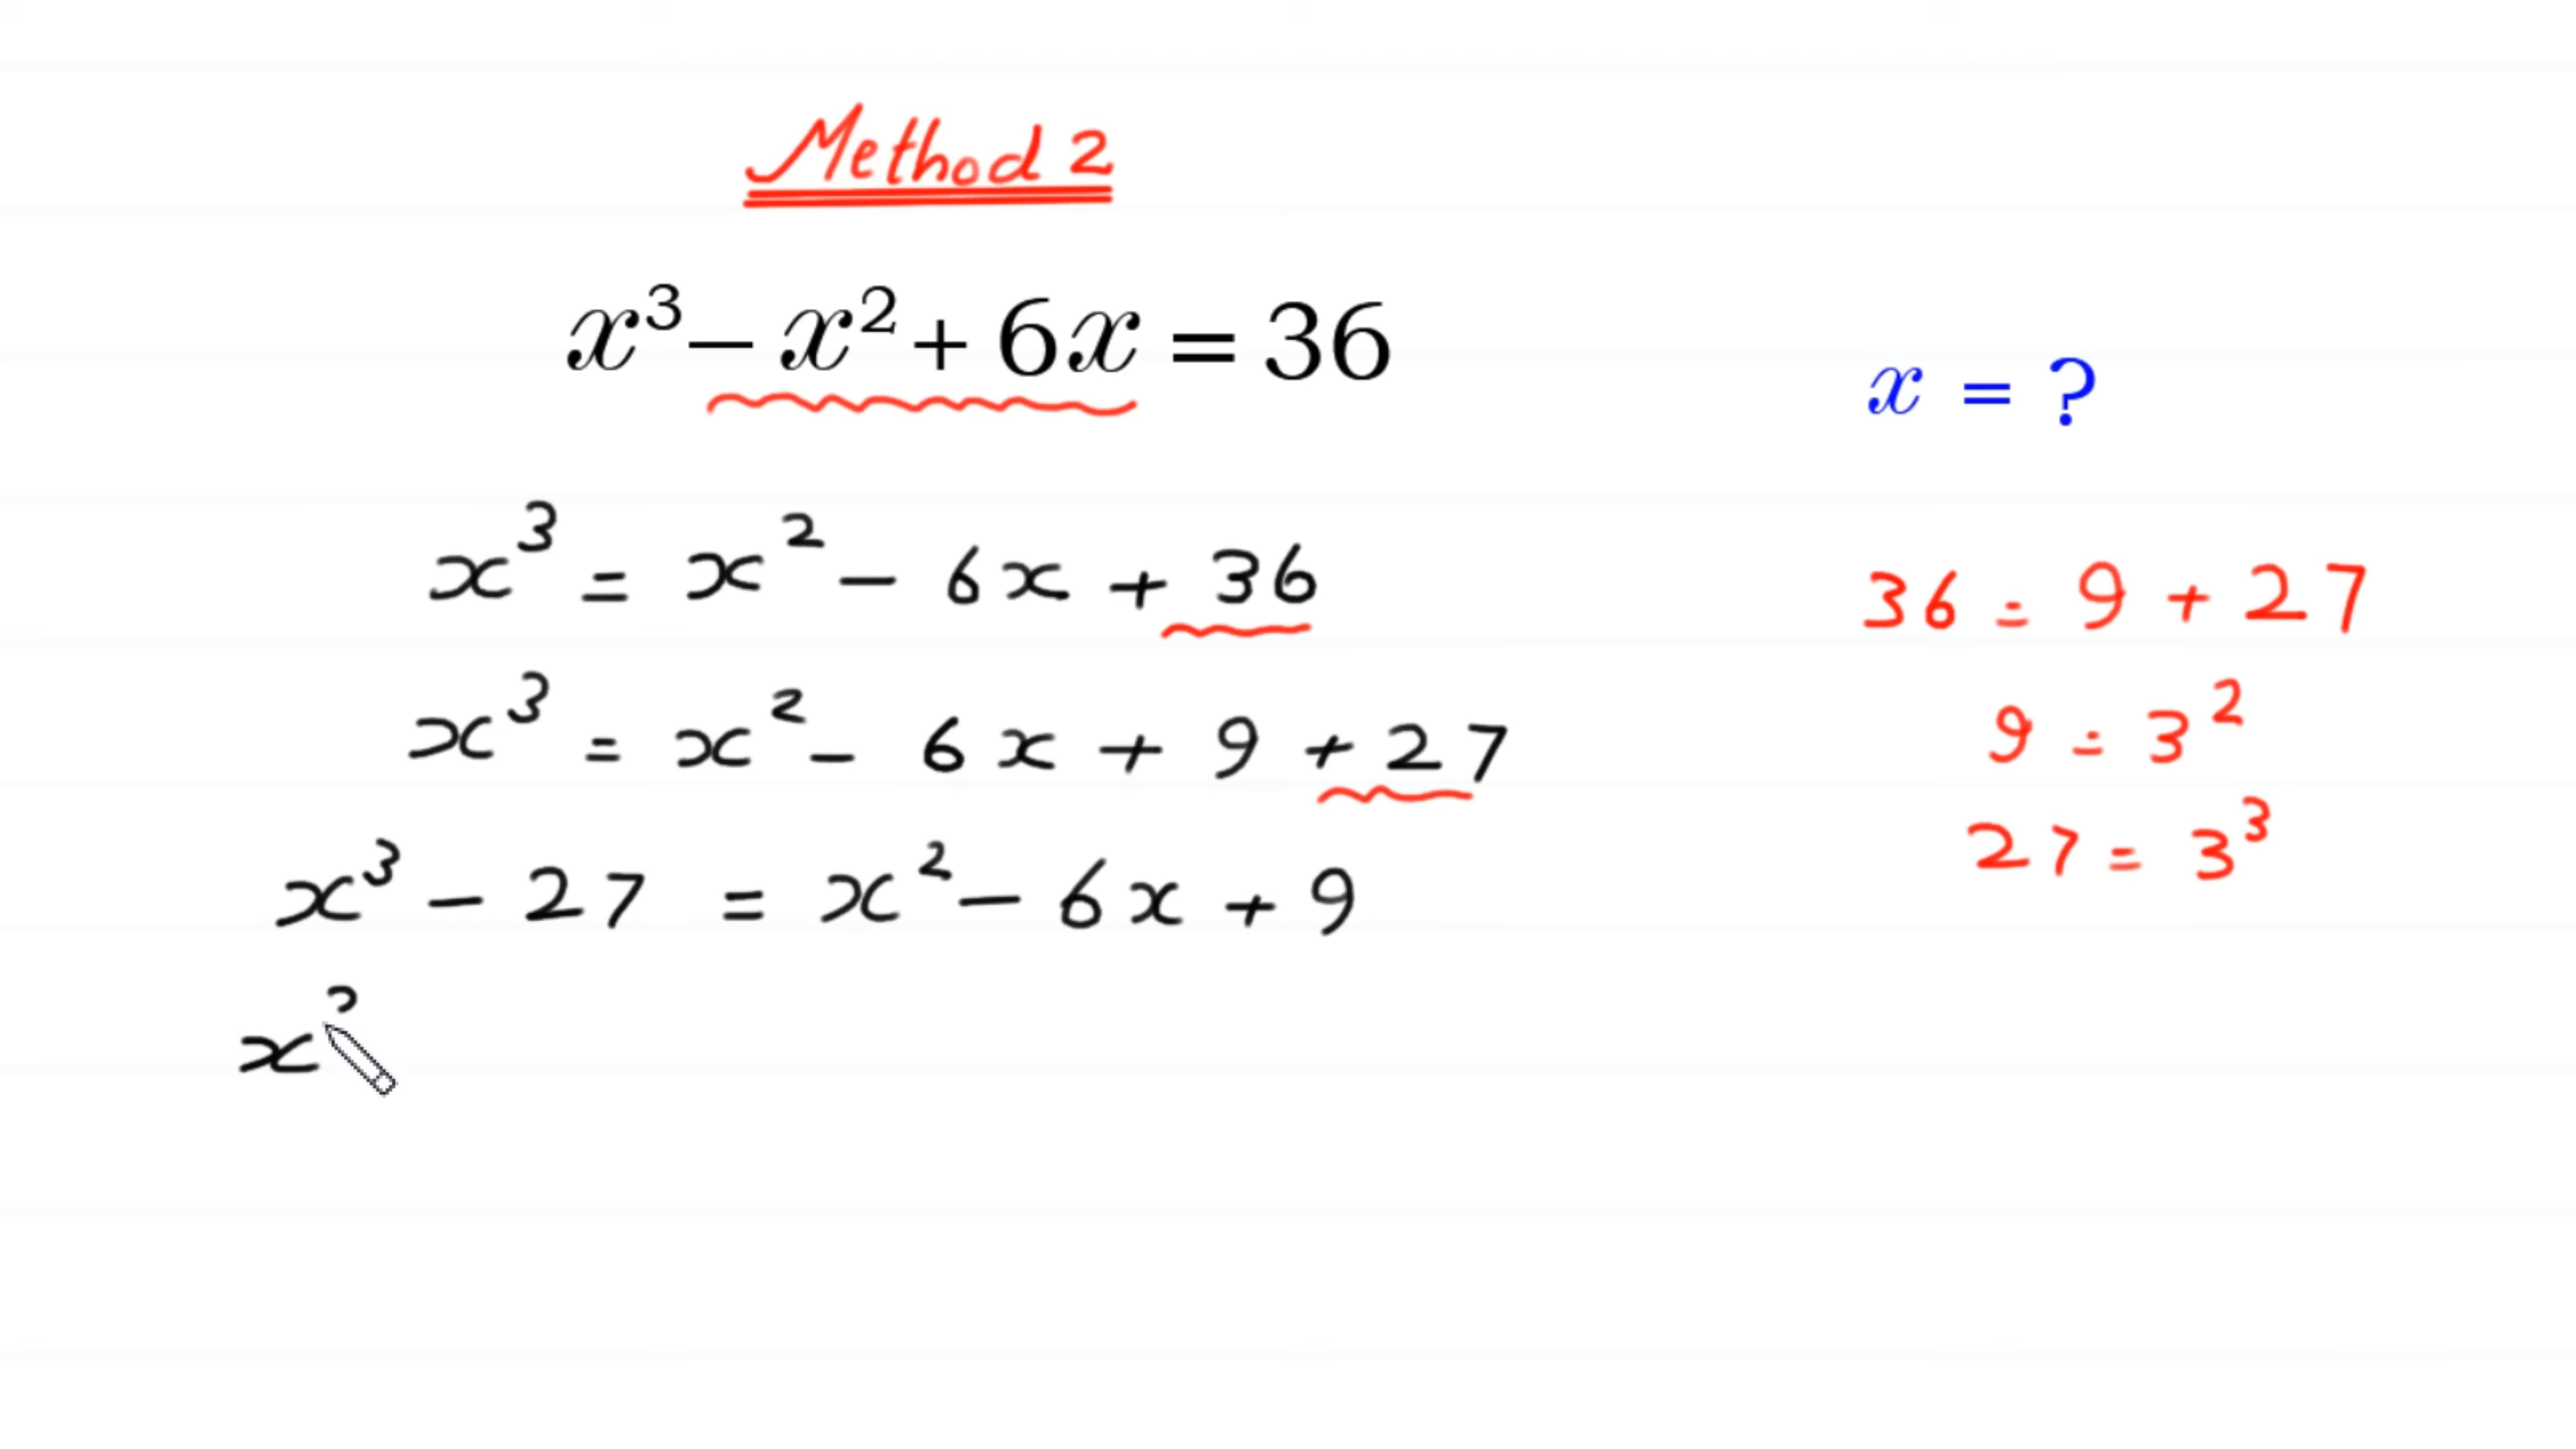 Method 2
x³ − x² + 6x = 36
x = ?
x³ = x² − 6x + 36
36 = 9 + 27
x³ = x² − 6x + 9 + 27
9 = 3²
27 = 3³
x³ − 27 = x² − 6x + 9
x